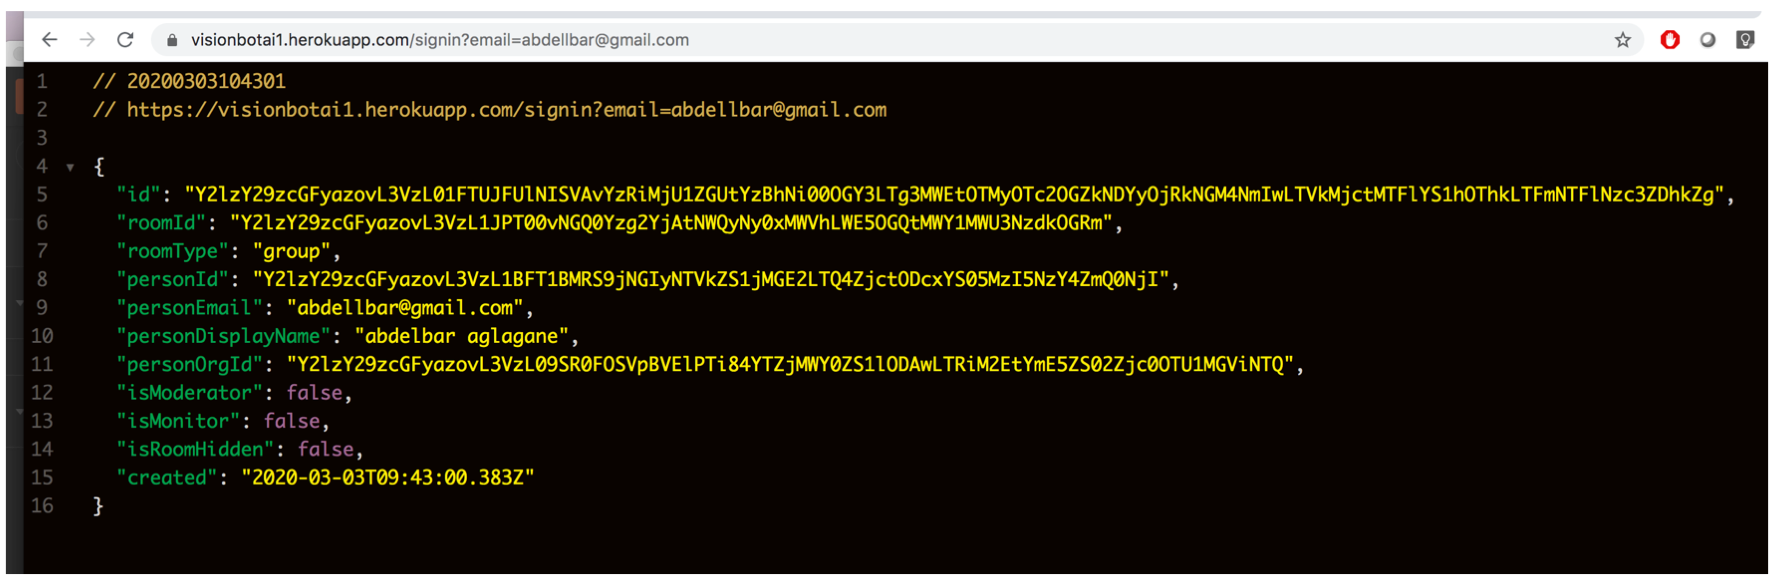 visionbotai1.herokuapp.com/signin?email=abdellbar@gmail.com
1 // 20200303104301
2 // https://visionbotai1.herokuapp.com/signin?email=abdellbar@gmail.com
3
4 {
5 "id": "Y2lzY29zcGFyazovL3VzL01FTUJFUlNISVAvYzRiMjU1ZGUtYzBhNi00OGY3LTg3MWEtOTMyOTc2OGZkNDYyOjRkNGM4NmIwLTVkMjctMTFlYS1hOThkLTFmNTFlNzc3ZDhkZg",
6 "roomId": "Y2lzY29zcGFyazovL3VzL1JPT00vNGQ0Yzg2YjAtNWQyNy0xMWVhLWE5OGQtMWY1MWU3NzdkOGRm",
7 "roomType": "group",
8 "personId": "Y2lzY29zcGFyazovL3VzL1BFT1BMRS9jNGIyNTVkZS1jMGE2LTQ4ZjctODcxYS05MzI5NzY4ZmQ0NjI",
9 "personEmail": "abdellbar@gmail.com",
10 "personDisplayName": "abdelbar aglagane",
11 "personOrgId": "Y2lzY29zcGFyazovL3VzL09SR0FOSVpBVElPTi84YTZjMWY0ZS1lODAwLTRiM2EtYmE5ZS02Zjc0OTU1MGViNTQ",
12 "isModerator": false,
13 "isMonitor": false,
14 "isRoomHidden": false,
15 "created": "2020-03-03T09:43:00.383Z"
16 }